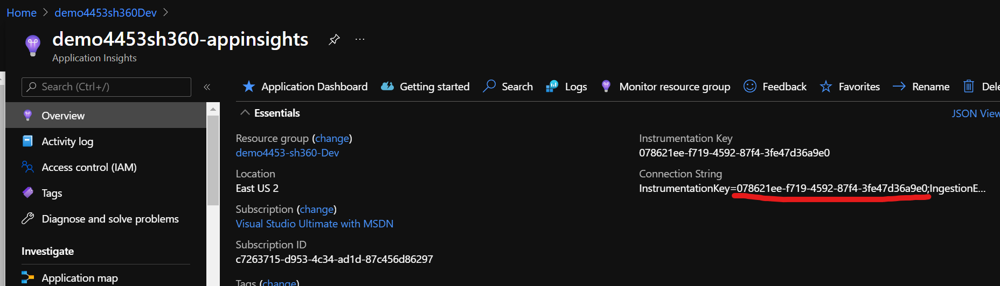 Home > demo4453sh360Dev >
demo4453sh360-appinsights ...
Application Insights
Search (Ctrl+/) «
Application Dashboard Getting started Search Logs Monitor resource group Feedback Favorites Rename Dele
Overview
Activity log
Access control (IAM)
Tags
Diagnose and solve problems
Investigate
Application map
Essentials
JSON View
Resource group (change)
demo4453-sh360-Dev
Location
East US 2
Subscription (change)
Visual Studio Ultimate with MSDN
Subscription ID
c7263715-d953-4c34-ad1d-87c456d86297
Tags (change)
Instrumentation Key
078621ee-f719-4592-87f4-3fe47d36a9e0
Connection String
InstrumentationKey=078621ee-f719-4592-87f4-3fe47d36a9e0;IngestionE...